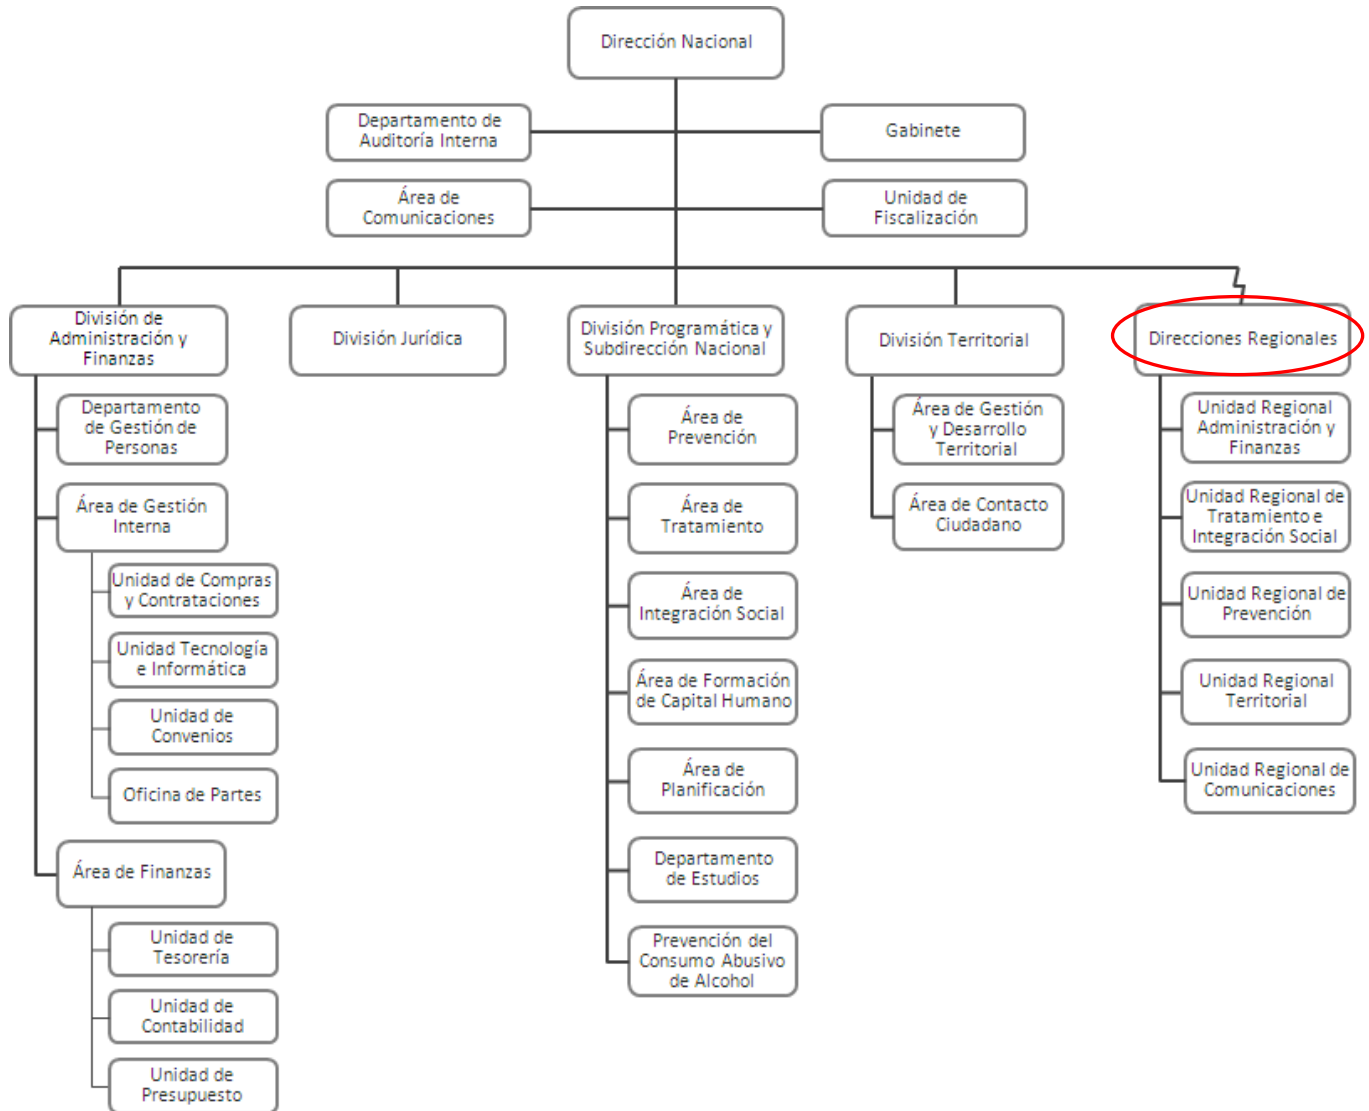 Dirección Nacional
Departamento de
Auditoría Interna
Gabinete
Área de
Comunicaciones
Unidad de
Fiscalización
División de
Administración y
Finanzas
División Jurídica
División Programática y
Subdirección Nacional
División Territorial
Direcciones Regionales
Departamento
de Gestión de
Personas
Área de Gestión
Interna
Unidad de Compras
y Contrataciones
Unidad Tecnología
e Informática
Unidad de
Convenios
Oficina de Partes
Área de Finanzas
Unidad de
Tesorería
Unidad de
Contabilidad
Unidad de
Presupuesto
Área de
Prevención
Área de
Tratamiento
Área de
Integración Social
Área de Formación
de Capital Humano
Área de
Planificación
Departamento
de Estudios
Prevención del
Consumo Abusivo
de Alcohol
Área de Gestión
y Desarrollo
Territorial
Área de Contacto
Ciudadano
Unidad Regional
Administración y
Finanzas
Unidad Regional de
Tratamiento e
Integración Social
Unidad Regional de
Prevención
Unidad Regional
Territorial
Unidad Regional de
Comunicaciones